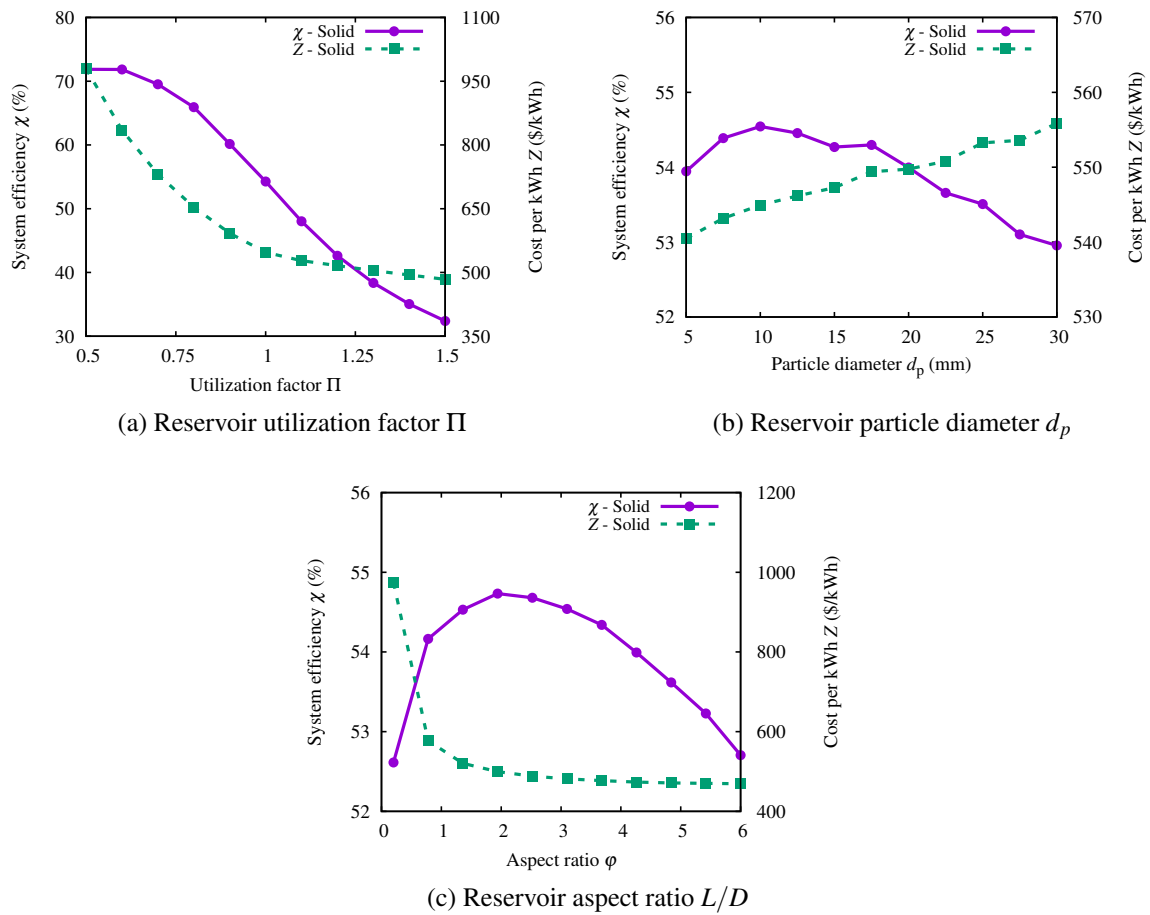 80
70
60
50
40
30
1100
950
800
650
500
350
0.5
0.75
1
1.25
1.5
System efficiency χ (%)
Cost per kWh Z ($/kWh)
Utilization factor Π
χ - Solid
Z - Solid
(a) Reservoir utilization factor Π
56
55
54
53
52
570
560
550
540
530
5
10
15
20
25
30
System efficiency χ (%)
Cost per kWh Z ($/kWh)
Particle diameter dp (mm)
χ - Solid
Z - Solid
(b) Reservoir particle diameter dp
56
55
54
53
52
1200
1000
800
600
400
0
1
2
3
4
5
6
System efficiency χ (%)
Cost per kWh Z ($/kWh)
Aspect ratio φ
χ - Solid
Z - Solid
(c) Reservoir aspect ratio L/D